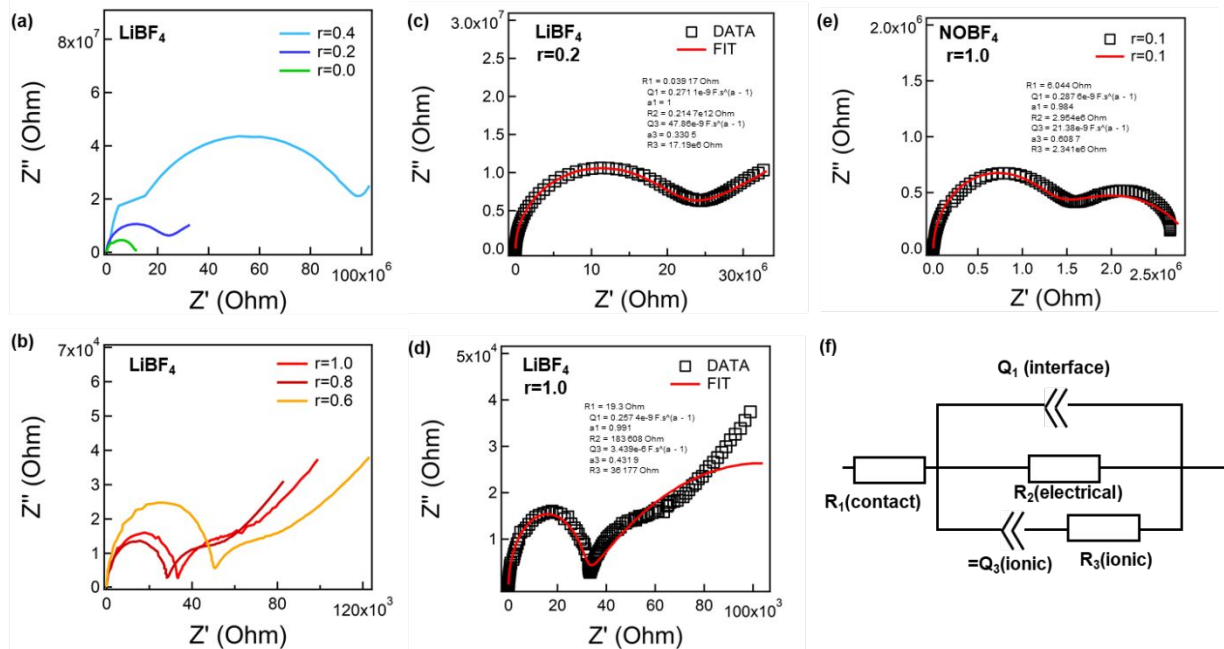 (a)
LiBF4
r=0.4
r=0.2
r=0.0
8x10^7
6
4
2
0
Z'' (Ohm)
0 20 40 60 80 100x10^6
Z' (Ohm)
(c)
LiBF4
r=0.2
DATA
FIT
R1 = 0.039 17 Ohm
Q1 = 0.271 1e-9 F.s^(a - 1)
a1 = 1
R2 = 0.214 7e12 Ohm
Q3 = 47.86e-9 F.s^(a - 1)
a3 = 0.330 5
R3 = 17.19e6 Ohm
3.0x10^7
2.5
2.0
1.5
1.0
0.5
0.0
Z'' (Ohm)
0 10 20 30x10^6
Z' (Ohm)
(e)
NOBF4
r=1.0
r=0.1
r=0.1
R1 = 6.044 Ohm
Q1 = 0.287 6e-9 F.s^(a - 1)
a1 = 0.984
R2 = 2.954e6 Ohm
Q3 = 21.38e-9 F.s^(a - 1)
a3 = 0.608 7
R3 = 2.341e6 Ohm
2.0x10^6
1.5
1.0
0.5
0.0
Z'' (Ohm)
0.0 0.5 1.0 1.5 2.0 2.5x10^6
Z' (Ohm)
(b)
LiBF4
r=1.0
r=0.8
r=0.6
7x10^4
6
5
4
3
2
1
0
Z'' (Ohm)
0 40 80 120x10^3
Z' (Ohm)
(d)
LiBF4
r=1.0
DATA
FIT
R1 = 19.3 Ohm
Q1 = 0.257 4e-9 F.s^(a - 1)
a1 = 0.991
R2 = 183 608 Ohm
Q3 = 3.439e-6 F.s^(a - 1)
a3 = 0.431 9
R3 = 36 177 Ohm
5x10^4
4
3
2
1
0
Z'' (Ohm)
0 20 40 60 80 100x10^3
Z' (Ohm)
(f)
Q1 (interface)
R1(contact)
R2(electrical)
=Q3(ionic)
R3(ionic)